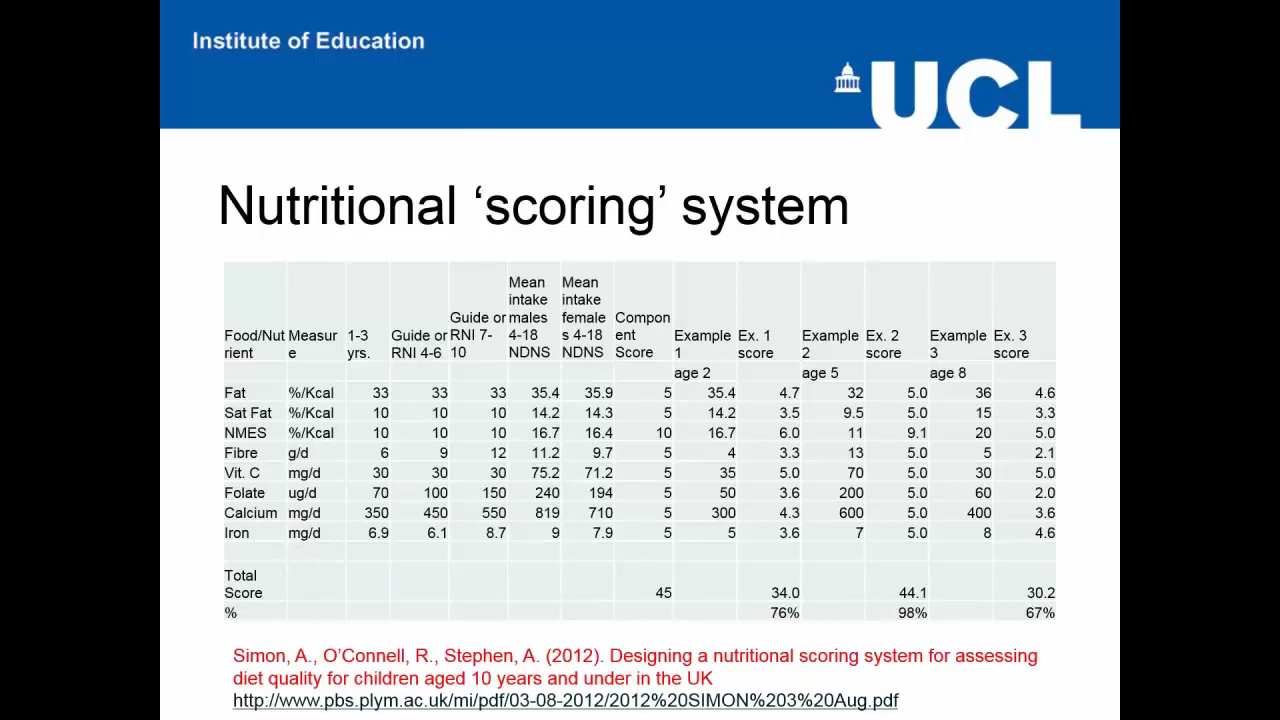 Institute of Education
UCL
Nutritional ‘scoring’ system
Food/Nutrient Measure 1-3 yrs. Guide or RNI 4-6 Guide or RNI 7-10 Mean intake males 4-18 NDNS Mean intake females 4-18 NDNS Component Score Example 1 Ex. 1 score Example 2 Ex. 2 score Example 3 Ex. 3 score
age 2 age 5 age 8
Fat %/Kcal 33 33 33 35.4 35.9 5 35.4 4.7 32 5.0 36 4.6
Sat Fat %/Kcal 10 10 10 14.2 14.3 5 14.2 3.5 9.5 5.0 15 3.3
NMES %/Kcal 10 10 10 16.7 16.4 10 16.7 6.0 11 9.1 20 5.0
Fibre g/d 6 9 12 11.2 9.7 5 4 3.3 13 5.0 5 2.1
Vit. C mg/d 30 30 30 75.2 71.2 5 35 5.0 70 5.0 30 5.0
Folate ug/d 70 100 150 240 194 5 50 3.6 200 5.0 60 2.0
Calcium mg/d 350 450 550 819 710 5 300 4.3 600 5.0 400 3.6
Iron mg/d 6.9 6.1 8.7 9 7.9 5 5 3.6 7 5.0 8 4.6
Total Score 45 34.0 44.1 30.2
% 76% 98% 67%
Simon, A., O’Connell, R., Stephen, A. (2012). Designing a nutritional scoring system for assessing
diet quality for children aged 10 years and under in the UK
http://www.pbs.plym.ac.uk/mi/pdf/03-08-2012/2012%20SIMON%203%20Aug.pdf